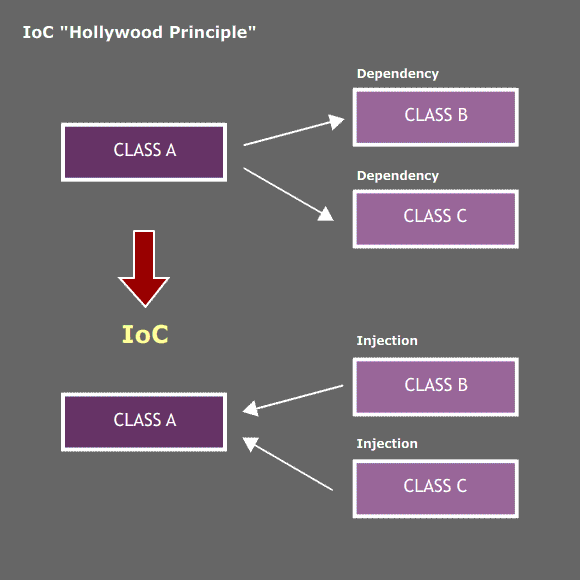 IoC "Hollywood Principle"
Dependency
CLASS B
CLASS A
Dependency
CLASS C
IoC
Injection
CLASS B
CLASS A
Injection
CLASS C